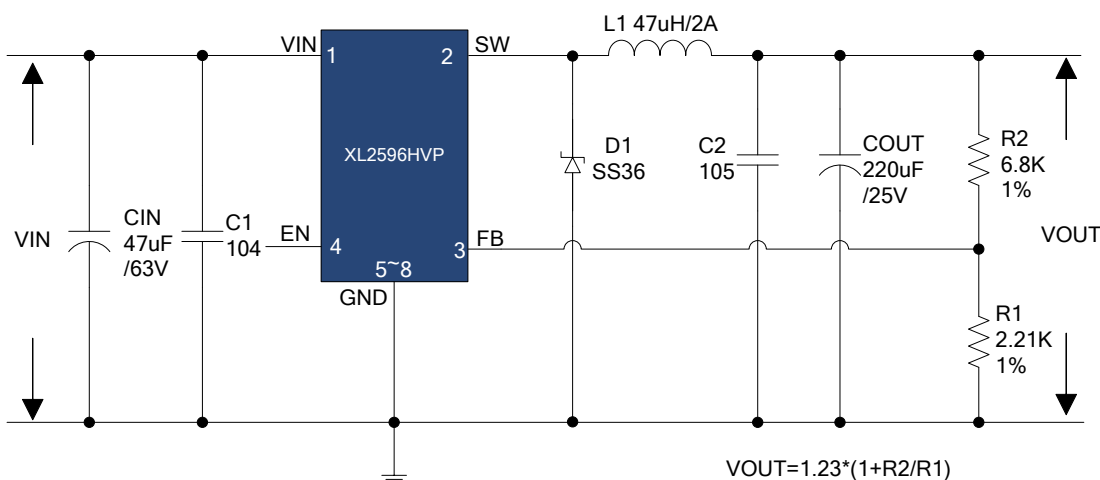 L1 47uH/2A
VIN
1
2
SW
XL2596HVP
D1
SS36
C2
105
COUT
220uF
/25V
R2
6.8K
1%
VIN
CIN
47uF
/63V
C1
104
EN
4
3
FB
5~8
GND
VOUT
R1
2.21K
1%
VOUT=1.23*(1+R2/R1)